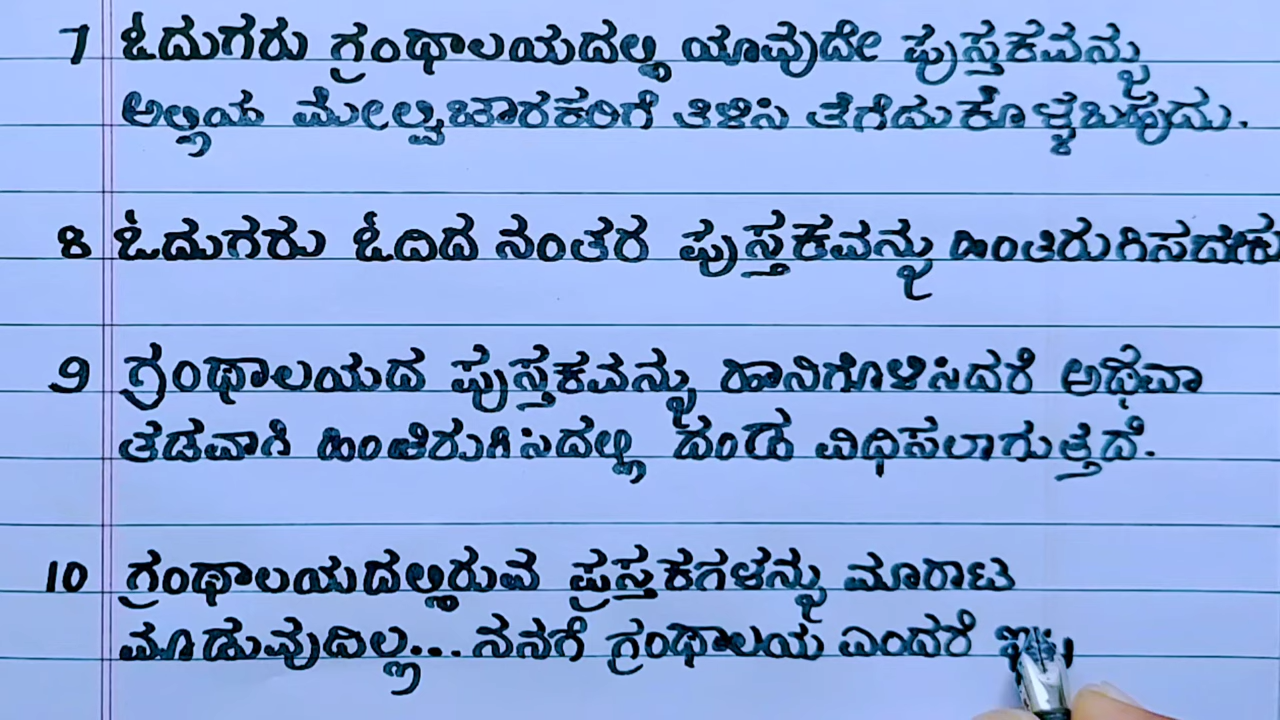 7 ಓದುಗರು ಗ್ರಂಥಾಲಯದಲ್ಲಿ ಯಾವುದೇ ಪುಸ್ತಕವನ್ನು
ಅಲ್ಲಿಯ ಮೇಲ್ವಿಚಾರಕರಿಗೆ ತಿಳಿಸಿ ತೆಗೆದುಕೊಳ್ಳಬಹುದು.
8 ಓದುಗರು ಓದಿದ ನಂತರ ಪುಸ್ತಕವನ್ನು ಹಿಂತಿರುಗಿಸಬೇಕು
9 ಗ್ರಂಥಾಲಯದ ಪುಸ್ತಕವನ್ನು ಹಾನಿಗೊಳಿಸಿದರೆ ಅಥವಾ
ತಡವಾಗಿ ಹಿಂತಿರುಗಿಸಿದಲ್ಲಿ ದಂಡ ವಿಧಿಸಲಾಗುತ್ತದೆ.
10 ಗ್ರಂಥಾಲಯದಲ್ಲಿರುವ ಪುಸ್ತಕಗಳನ್ನು ಮಾರಾಟ
ಮಾಡುವುದಿಲ್ಲ... ನನಗೆ ಗ್ರಂಥಾಲಯ ಎಂದರೆ